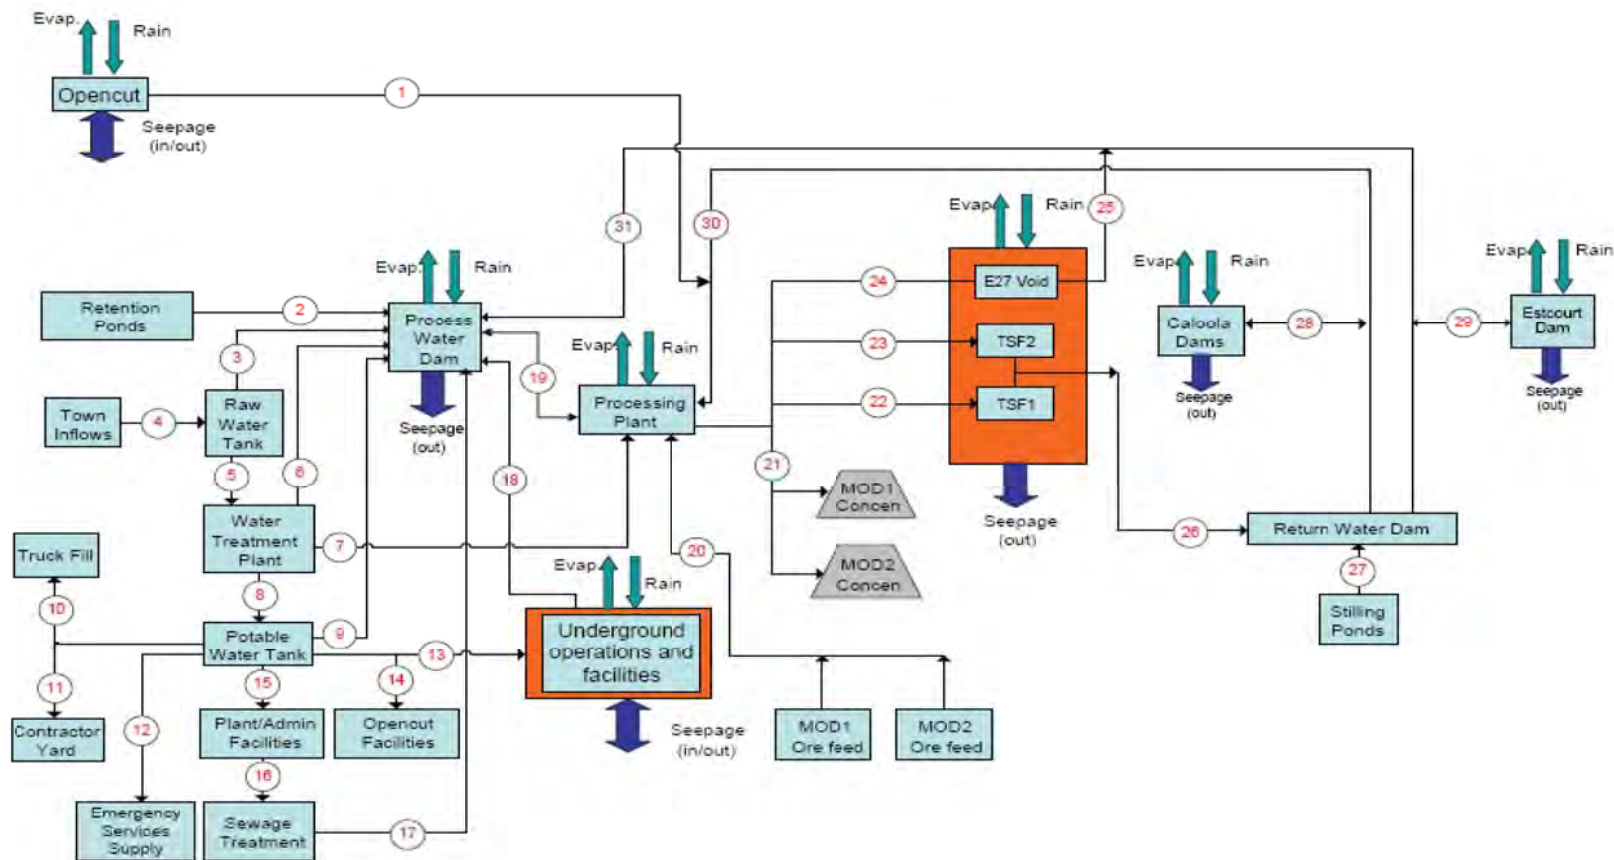 Evap.
Rain
Opencut
1
Seepage
(in/out)
31
30
25
Evap.
Rain
Evap.
Rain
Evap.
Rain
Evap.
Rain
Retention
Ponds
2
Process
Water
Dam
24
E27 Void
Caloola
Dams
28
29
Estcourt
Dam
3
23
TSF2
Evap.
Rain
19
Seepage
(out)
Seepage
(out)
Town
Inflows
4
Raw
Water
Tank
Processing
Plant
22
TSF1
Seepage
(out)
5
6
18
21
MOD1
Concen
Seepage
(out)
Water
Treatment
Plant
7
20
26
Return Water Dam
Truck Fill
MOD2
Concen
27
Evap.
Rain
8
10
Stilling
Ponds
Potable
Water Tank
9
13
Underground
operations and
facilities
11
15
14
12
Contractor
Yard
Plant/Admin
Facilities
Opencut
Facilities
Seepage
(in/out)
MOD1
Ore feed
MOD2
Ore feed
16
Emergency
Services
Supply
Sewage
Treatment
17